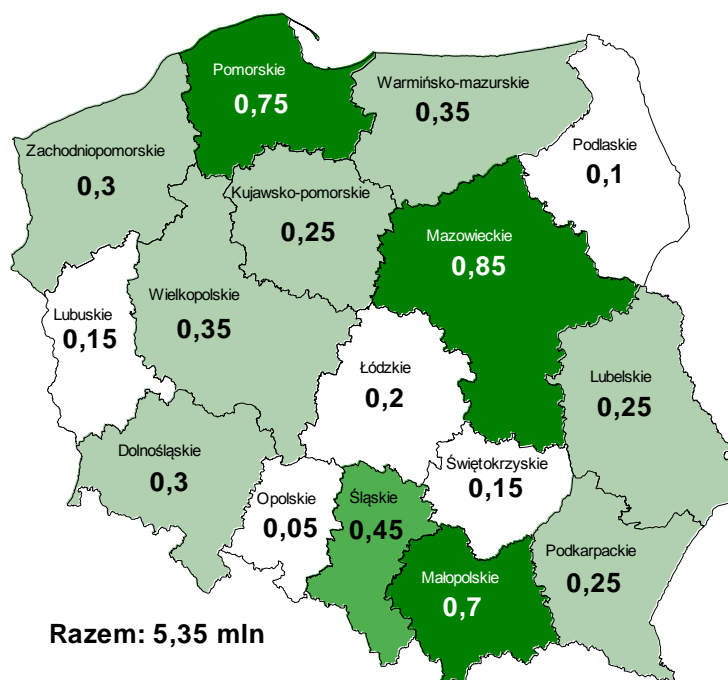 Pomorskie
0,75
Warmińsko-mazurskie
0,35
Zachodniopomorskie
0,3
Podlaskie
0,1
Kujawsko-pomorskie
0,25
Mazowieckie
0,85
Lubuskie
0,15
Wielkopolskie
0,35
Łódzkie
0,2
Lubelskie
0,25
Dolnośląskie
0,3
Opolskie
0,05
Śląskie
0,45
Świętokrzyskie
0,15
Małopolskie
0,7
Podkarpackie
0,25
Razem: 5,35 mln